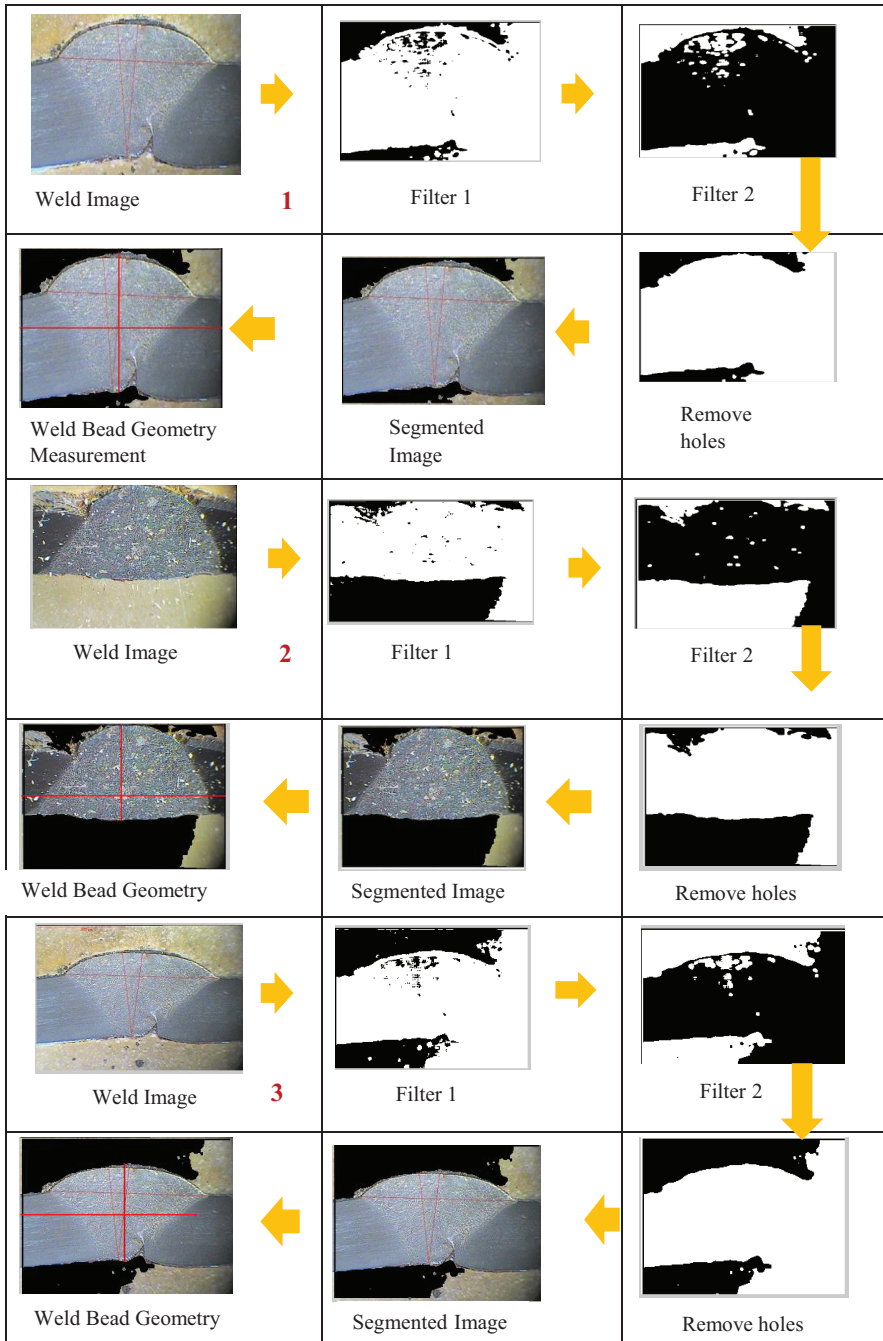 Weld Image
1
Filter 1
Filter 2
Weld Bead Geometry
Measurement
Segmented
Image
Remove
holes
Weld Image
2
Filter 1
Filter 2
Weld Bead Geometry
Segmented Image
Remove holes
Weld Image
3
Filter 1
Filter 2
Weld Bead Geometry
Segmented Image
Remove holes